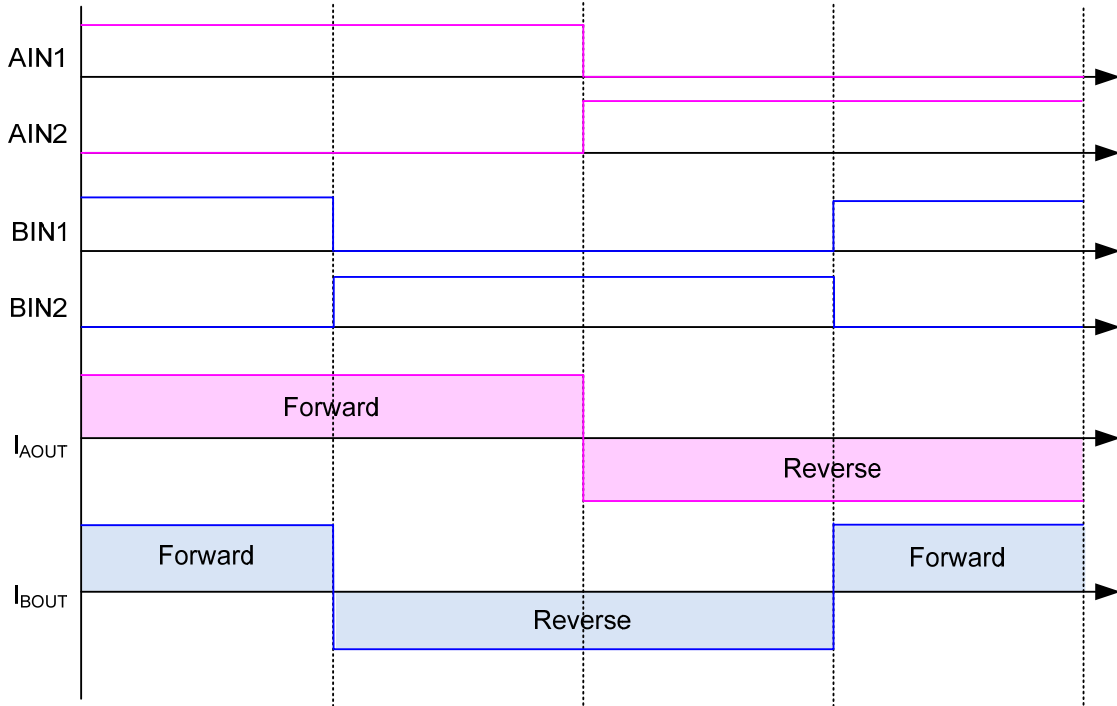 AIN1
AIN2
BIN1
BIN2
Forward
IAOUT
Reverse
Forward
Forward
IBOUT
Reverse